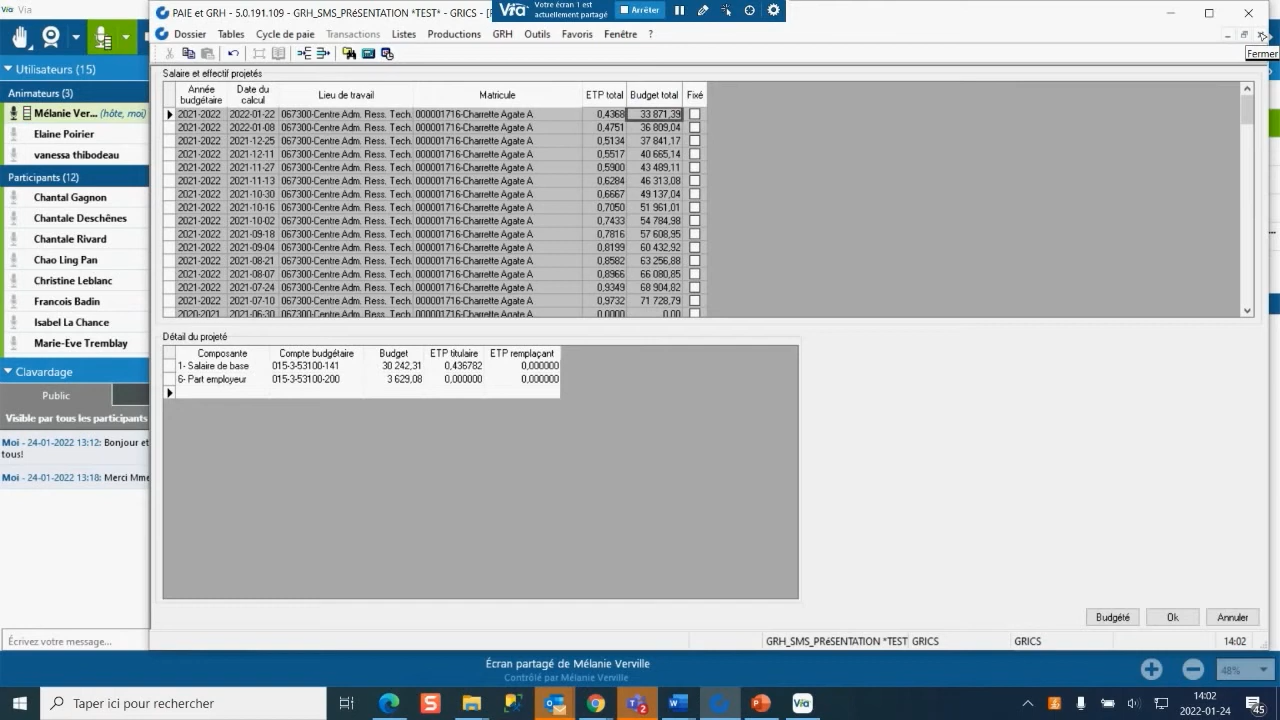 Via
PAIE et GRH - 5.0.191.109 - GRH_SMS_PRéSENTATION *TEST* - GRICS - [
Via Votre écran 1 est actuellement partagé Arrêter
Dossier Tables Cycle de paie Transactions Listes Productions GRH Outils Favoris Fenêtre ?
Fermer
Utilisateurs (15)
Animateurs (3)
Mélanie Ver... (hôte, moi)
Elaine Poirier
vanessa thibodeau
Participants (12)
Chantal Gagnon
Chantale Deschênes
Chantale Rivard
Chao Ling Pan
Christine Leblanc
Francois Badin
Isabel La Chance
Marie-Eve Tremblay
Clavardage
Public
Visible par tous les participants
Moi - 24-01-2022 13:12: Bonjour et
tous!
Moi - 24-01-2022 13:18: Merci Mme
Écrivez votre message...
Salaire et effectif projetés
Année budgétaire Date du calcul Lieu de travail Matricule ETP total Budget total Fixé
2021-2022 2022-01-22 067300-Centre Adm. Ress. Tech. 000001716-Charrette Agate A 0,4368 33 871,39
2021-2022 2022-01-08 067300-Centre Adm. Ress. Tech. 000001716-Charrette Agate A 0,4751 36 809,04
2021-2022 2021-12-25 067300-Centre Adm. Ress. Tech. 000001716-Charrette Agate A 0,5134 37 841,17
2021-2022 2021-12-11 067300-Centre Adm. Ress. Tech. 000001716-Charrette Agate A 0,5517 40 665,14
2021-2022 2021-11-27 067300-Centre Adm. Ress. Tech. 000001716-Charrette Agate A 0,5900 43 489,11
2021-2022 2021-11-13 067300-Centre Adm. Ress. Tech. 000001716-Charrette Agate A 0,6284 46 313,08
2021-2022 2021-10-30 067300-Centre Adm. Ress. Tech. 000001716-Charrette Agate A 0,6667 49 137,04
2021-2022 2021-10-16 067300-Centre Adm. Ress. Tech. 000001716-Charrette Agate A 0,7050 51 961,01
2021-2022 2021-10-02 067300-Centre Adm. Ress. Tech. 000001716-Charrette Agate A 0,7433 54 784,98
2021-2022 2021-09-18 067300-Centre Adm. Ress. Tech. 000001716-Charrette Agate A 0,7816 57 608,95
2021-2022 2021-09-04 067300-Centre Adm. Ress. Tech. 000001716-Charrette Agate A 0,8199 60 432,92
2021-2022 2021-08-21 067300-Centre Adm. Ress. Tech. 000001716-Charrette Agate A 0,8582 63 256,88
2021-2022 2021-08-07 067300-Centre Adm. Ress. Tech. 000001716-Charrette Agate A 0,8966 66 080,85
2021-2022 2021-07-24 067300-Centre Adm. Ress. Tech. 000001716-Charrette Agate A 0,9349 68 904,82
2021-2022 2021-07-10 067300-Centre Adm. Ress. Tech. 000001716-Charrette Agate A 0,9732 71 728,79
2020-2021 2021-06-30 067300-Centre Adm. Ress. Tech. 000001716-Charrette Agate A 0,0000 0,00
Détail du projeté
Composante Compte budgétaire Budget ETP titulaire ETP remplaçant
1- Salaire de base 015-3-53100-141 30 242,31 0,436782 0,000000
6- Part employeur 015-3-53100-200 3 629,08 0,000000 0,000000
Budgété Ok Annuler
GRH_SMS_PRéSENTATION *TEST GRICS GRICS 14:02
Écran partagé de Mélanie Verville
Contrôlé par Mélanie Verville
48%
Taper ici pour rechercher
14:02
2022-01-24
45